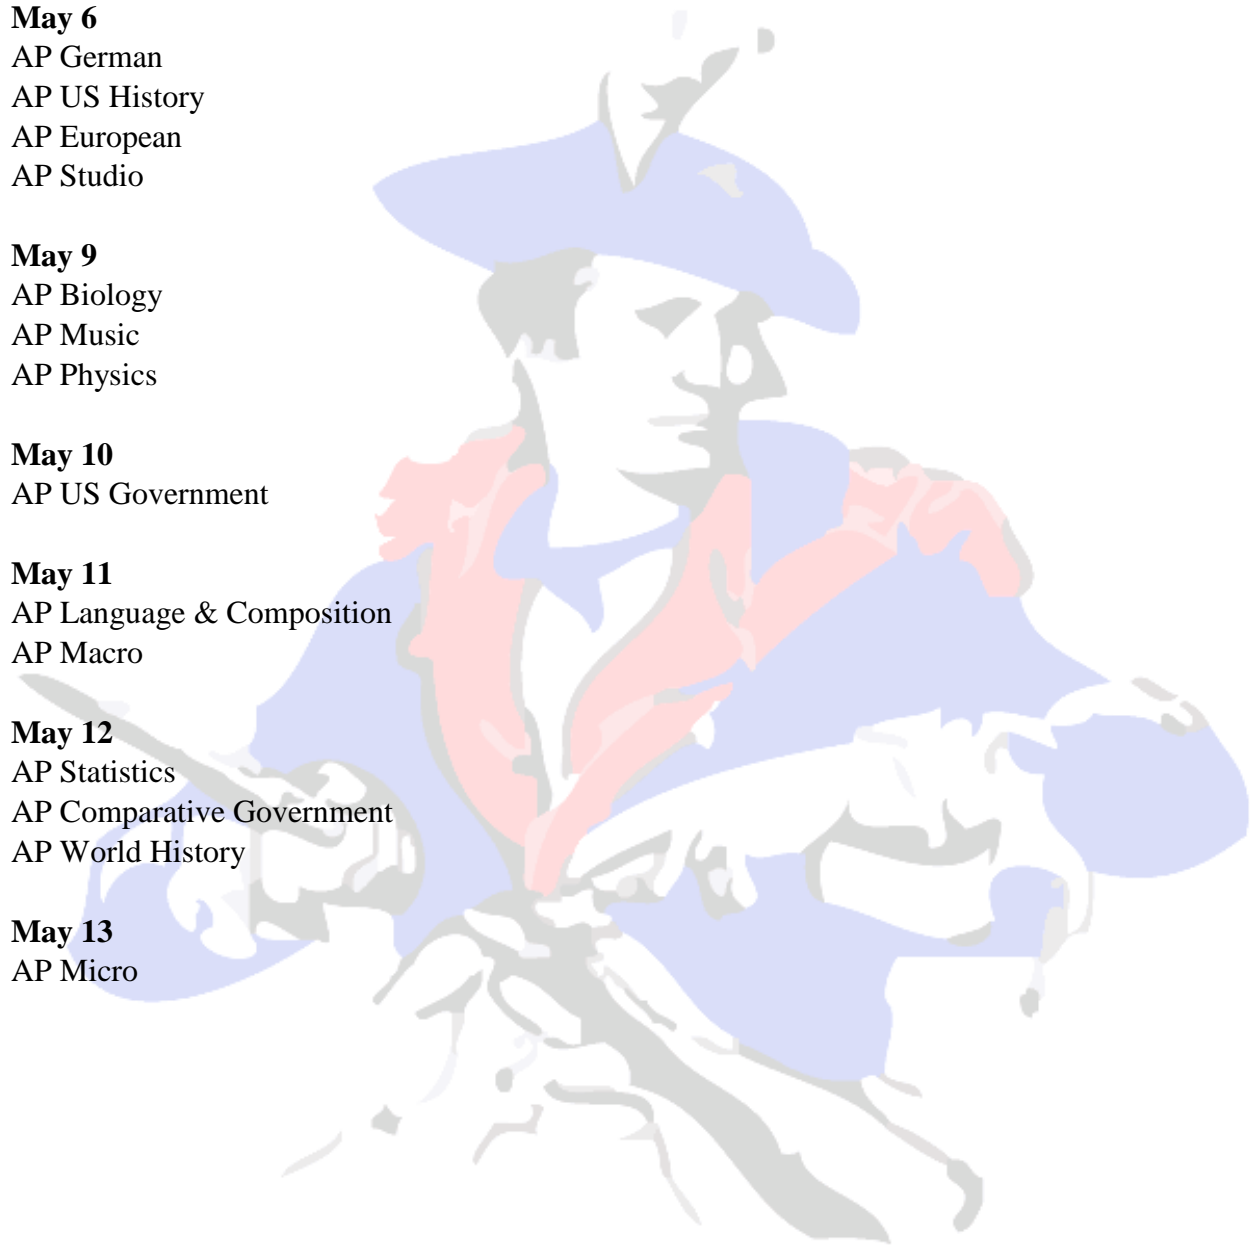 May 6
AP German
AP US History
AP European
AP Studio
May 9
AP Biology
AP Music
AP Physics
May 10
AP US Government
May 11
AP Language & Composition
AP Macro
May 12
AP Statistics
AP Comparative Government
AP World History
May 13
AP Micro